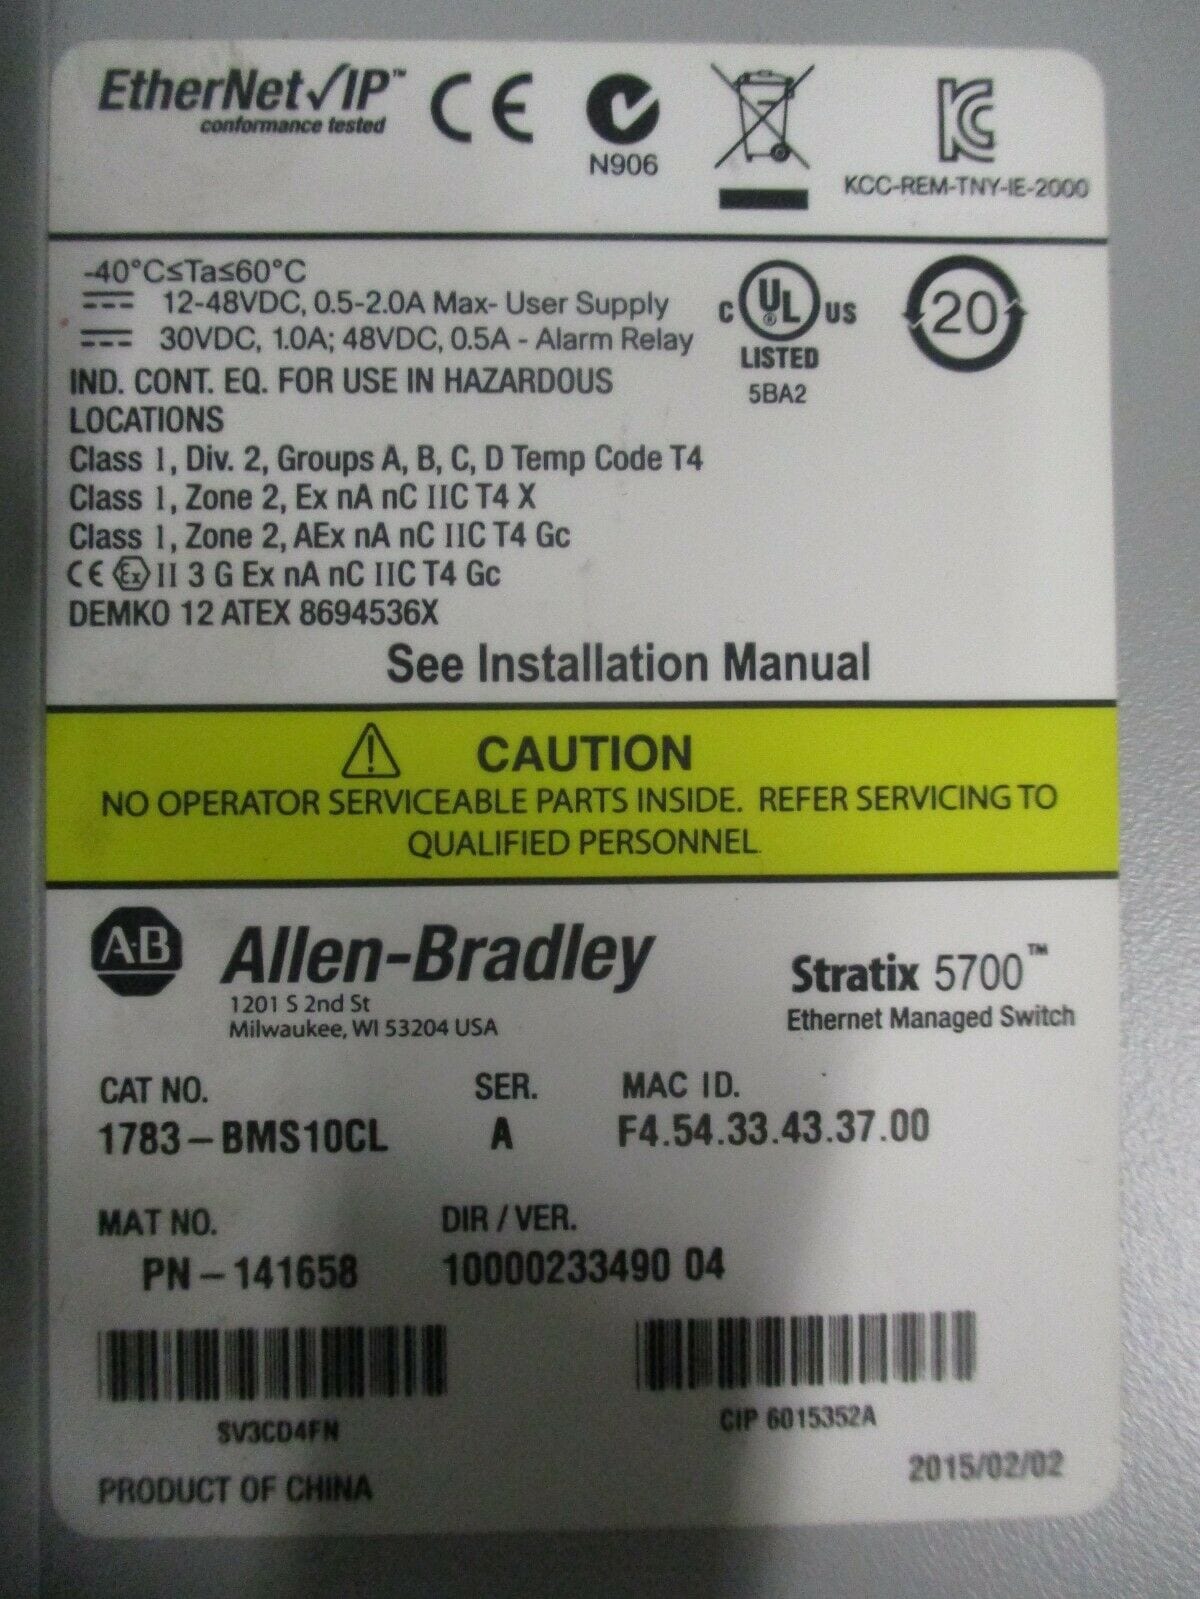 EtherNet√IP™
conformance tested
CE
N906
KC
KCC-REM-TNY-IE-2000
-40°C≤Ta≤60°C
12-48VDC, 0.5-2.0A Max- User Supply
30VDC, 1.0A; 48VDC, 0.5A - Alarm Relay
C UL ® US
LISTED
5BA2
20
IND. CONT. EQ. FOR USE IN HAZARDOUS
LOCATIONS
Class I, Div. 2, Groups A, B, C, D Temp Code T4
Class I, Zone 2, Ex nA nC IIC T4 X
Class I, Zone 2, AEx nA nC IIC T4 Gc
CE Ex II 3 G Ex nA nC IIC T4 Gc
DEMKO 12 ATEX 8694536X
See Installation Manual
CAUTION
NO OPERATOR SERVICEABLE PARTS INSIDE. REFER SERVICING TO
QUALIFIED PERSONNEL.
A·B Allen-Bradley
1201 S 2nd St
Milwaukee, WI 53204 USA
Stratix 5700™
Ethernet Managed Switch
CAT NO. SER. MAC ID.
1783-BMS10CL A F4.54.33.43.37.00
MAT NO. DIR / VER.
PN-141658 10000233490 04
SV3CD4FN CIP 6015352A
PRODUCT OF CHINA 2015/02/02